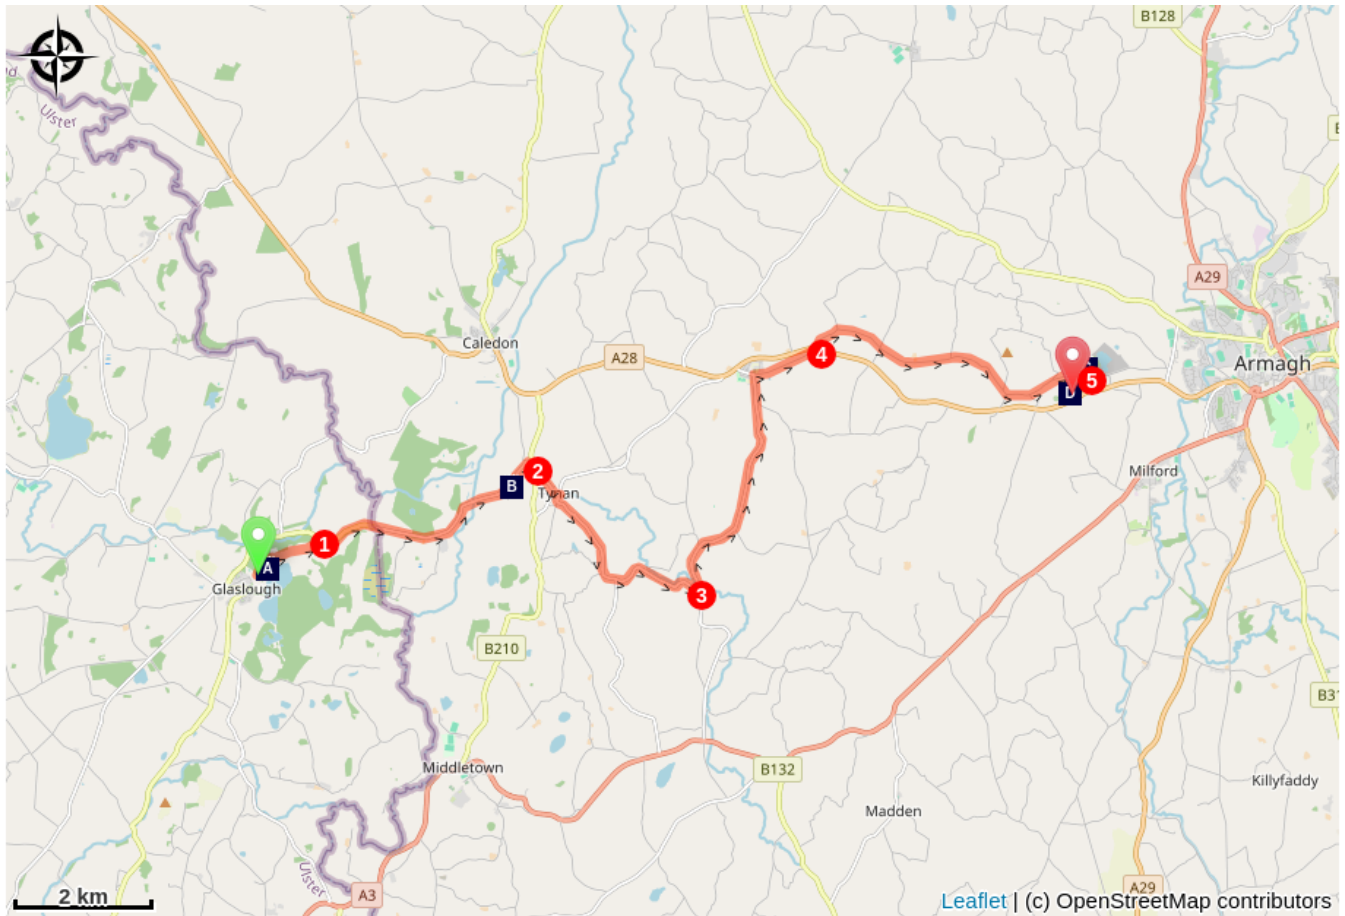 B128
Ulster
A29
Caledon
A28
4
Armagh
5
D
Milford
2
B
Tynan
1
A
Glaslough
3
B210
B31
Middletown
B132
Killyfaddy
Madden
Ulster
A3
A29
2 km
Leaflet | (c) OpenStreetMap contributors